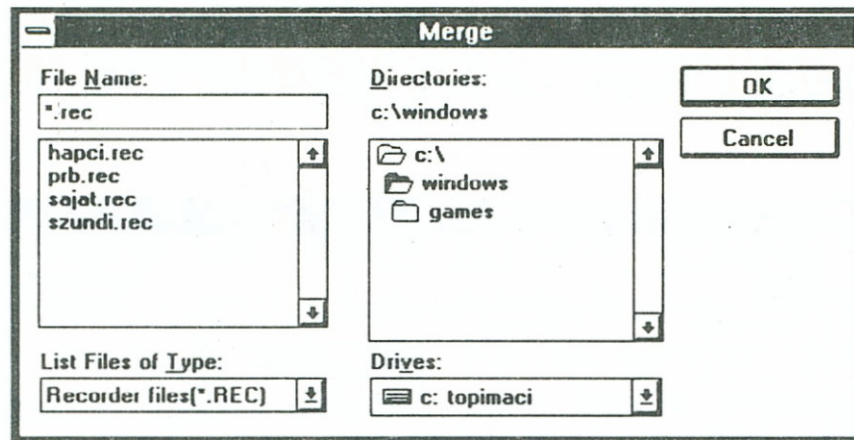 Merge
File Name:
*.rec
hapci.rec
prb.rec
sajat.rec
szundi.rec
List Files of Type:
Recorder files(*.REC)
Directories:
c:\windows
c:\
windows
games
Drives:
c: topimaci
OK
Cancel